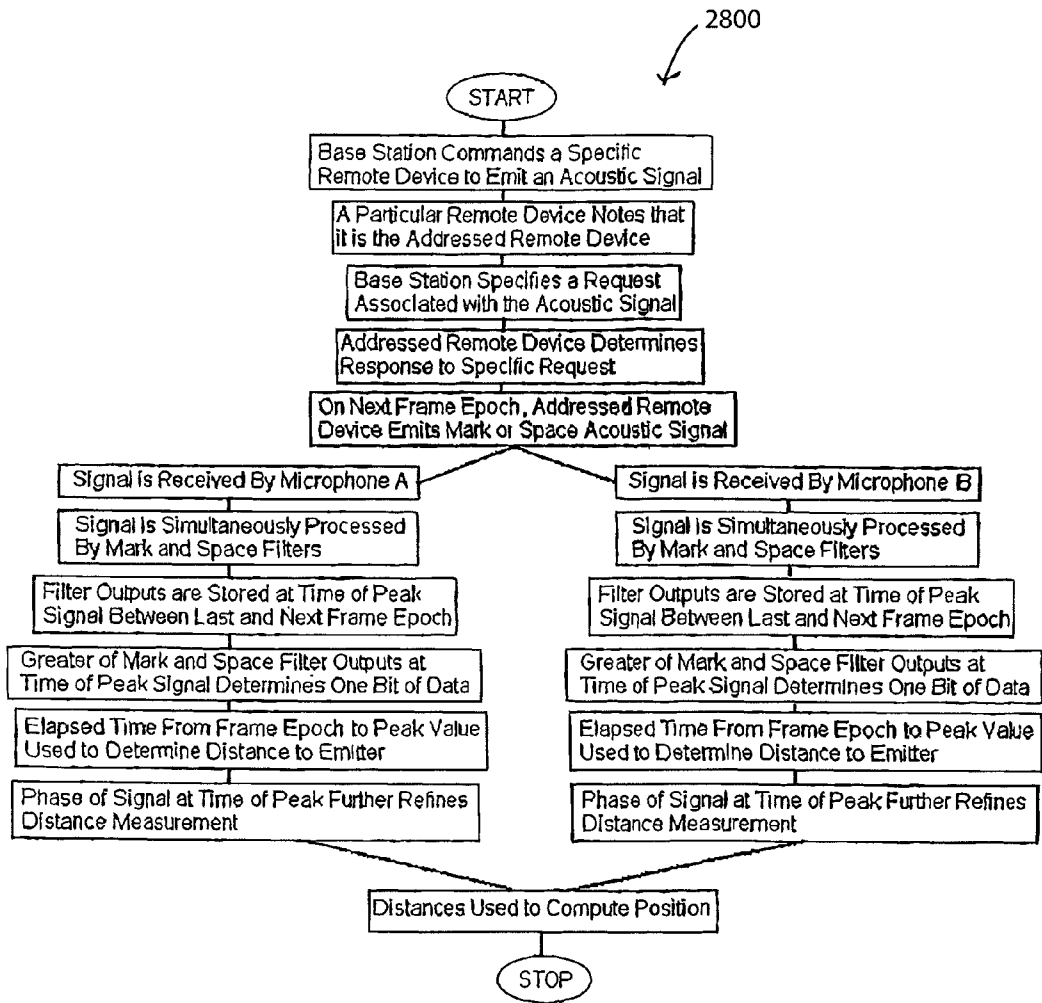 2800
START
Base Station Commands a Specific
Remote Device to Emit an Acoustic Signal
A Particular Remote Device Notes that
it is the Addressed Remote Device
Base Station Specifies a Request
Associated with the Acoustic Signal
Addressed Remote Device Determines
Response to Specific Request
On Next Frame Epoch, Addressed Remote
Device Emits Mark or Space Acoustic Signal
Signal is Received By Microphone A
Signal is Simultaneously Processed
By Mark and Space Filters
Filter Outputs are Stored at Time of Peak
Signal Between Last and Next Frame Epoch
Greater of Mark and Space Filter Outputs at
Time of Peak Signal Determines One Bit of Data
Elapsed Time From Frame Epoch to Peak Value
Used to Determine Distance to Emitter
Phase of Signal at Time of Peak Further Refines
Distance Measurement
Signal is Received By Microphone B
Signal is Simultaneously Processed
By Mark and Space Filters
Filter Outputs are Stored at Time of Peak
Signal Between Last and Next Frame Epoch
Greater of Mark and Space Filter Outputs at
Time of Peak Signal Determines One Bit of Data
Elapsed Time From Frame Epoch to Peak Value
Used to Determine Distance to Emitter
Phase of Signal at Time of Peak Further Refines
Distance Measurement
Distances Used to Compute Position
STOP